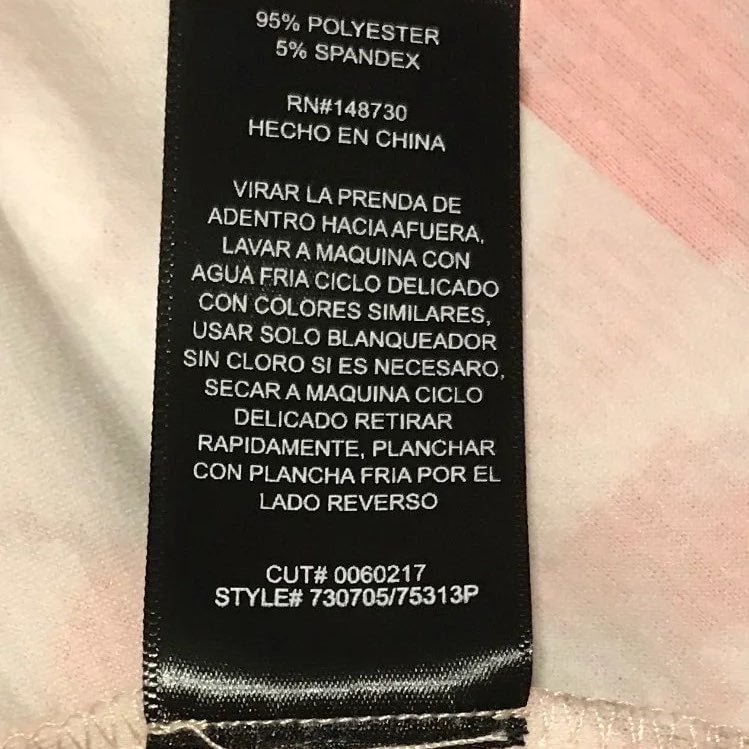 95% POLYESTER
5% SPANDEX
RN#148730
HECHO EN CHINA
VIRAR LA PRENDA DE
ADENTRO HACIA AFUERA,
LAVAR A MAQUINA CON
AGUA FRIA CICLO DELICADO
CON COLORES SIMILARES,
USAR SOLO BLANQUEADOR
SIN CLORO SI ES NECESARO,
SECAR A MAQUINA CICLO
DELICADO RETIRAR
RAPIDAMENTE, PLANCHAR
CON PLANCHA FRIA POR EL
LADO REVERSO
CUT# 0060217
STYLE# 730705/75313P